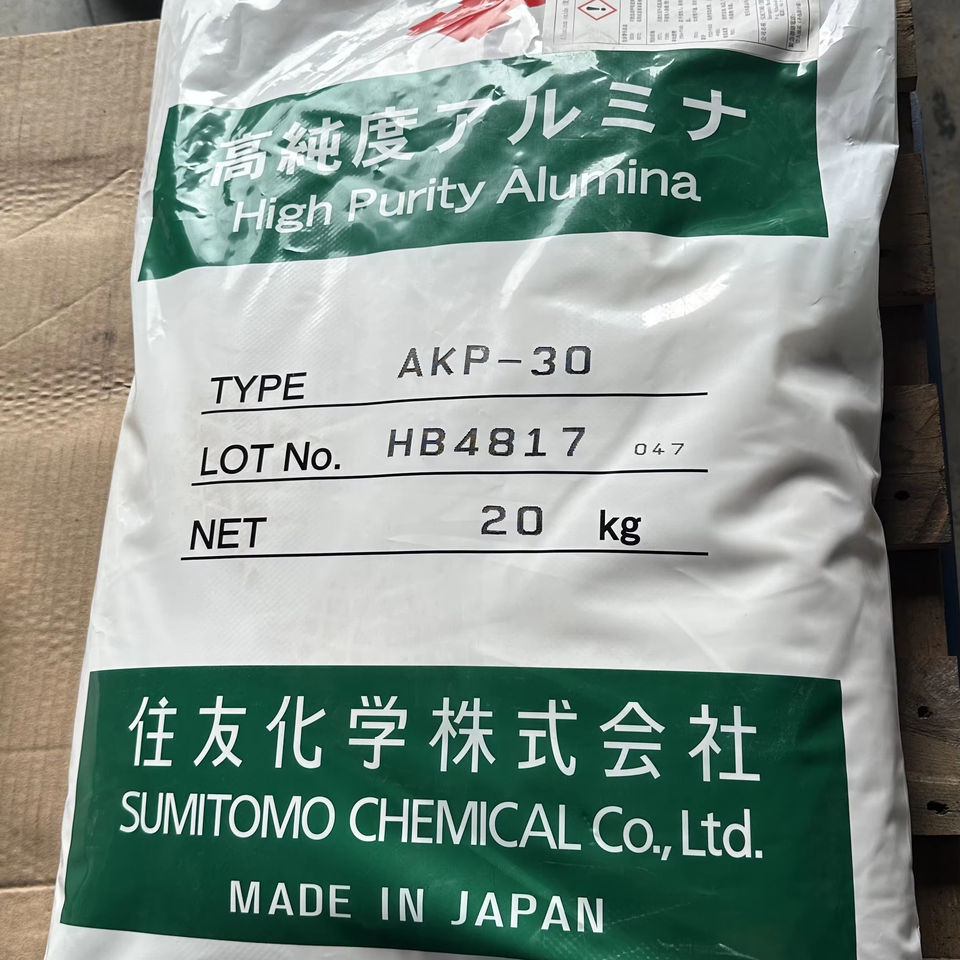 高純度アルミナ
High Purity Alumina
TYPE AKP-30
LOT No. HB4817 047
NET 20 kg
住友化学株式会社
SUMITOMO CHEMICAL Co., Ltd.
MADE IN JAPAN